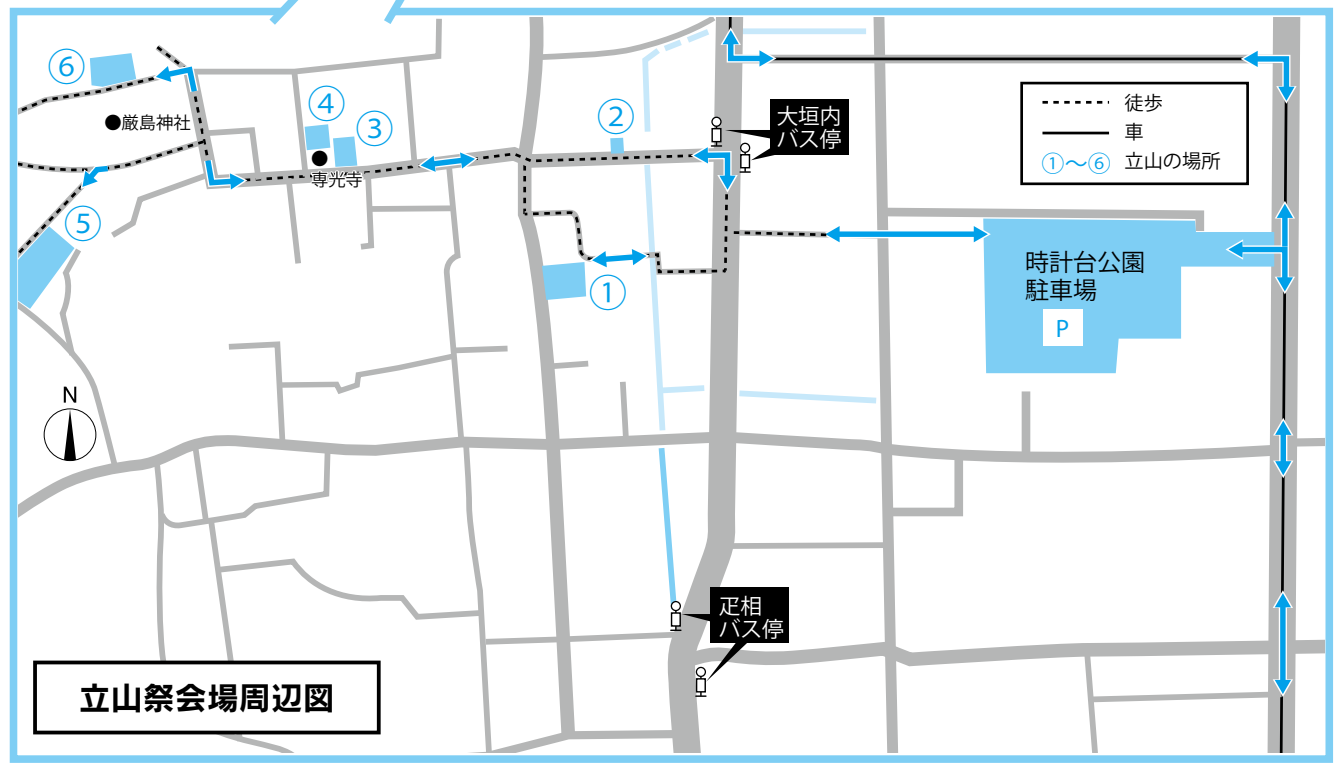 ⑥
④
③
②
①
⑤
厳島神社
専光寺
大垣内
バス停
徒歩
車
①〜⑥ 立山の場所
時計台公園
駐車場
P
N
疋相
バス停
立山祭会場周辺図